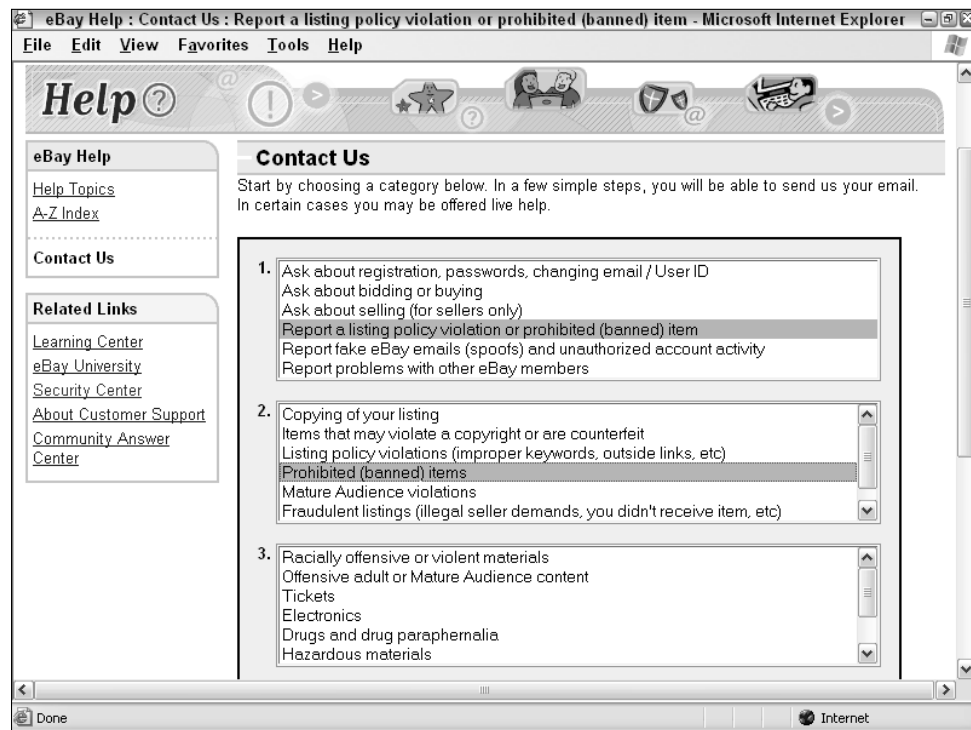 eBay Help : Contact Us : Report a listing policy violation or prohibited (banned) item - Microsoft Internet Explorer
File Edit View Favorites Tools Help
Help ?
eBay Help
Help Topics
A-Z Index
Contact Us
Related Links
Learning Center
eBay University
Security Center
About Customer Support
Community Answer
Center
Contact Us
Start by choosing a category below. In a few simple steps, you will be able to send us your email.
In certain cases you may be offered live help.
1.
Ask about registration, passwords, changing email / User ID
Ask about bidding or buying
Ask about selling (for sellers only)
Report a listing policy violation or prohibited (banned) item
Report fake eBay emails (spoofs) and unauthorized account activity
Report problems with other eBay members
2.
Copying of your listing
Items that may violate a copyright or are counterfeit
Listing policy violations (improper keywords, outside links, etc)
Prohibited (banned) items
Mature Audience violations
Fraudulent listings (illegal seller demands, you didn't receive item, etc)
3.
Racially offensive or violent materials
Offensive adult or Mature Audience content
Tickets
Electronics
Drugs and drug paraphernalia
Hazardous materials
Done
Internet